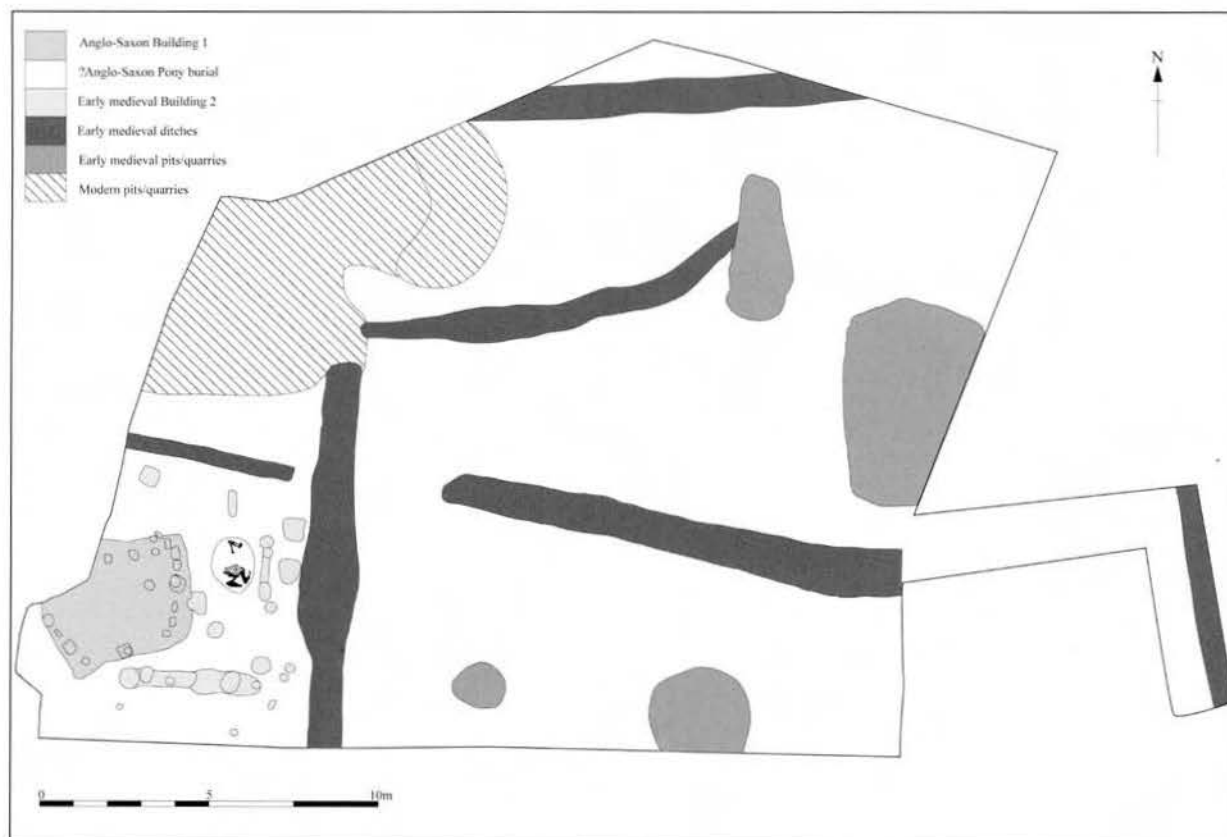 Anglo-Saxon Building 1
?Anglo-Saxon Pony burial
Early medieval Building 2
Early medieval ditches
Early medieval pits/quarries
Modern pits/quarries
N
0 5 10m